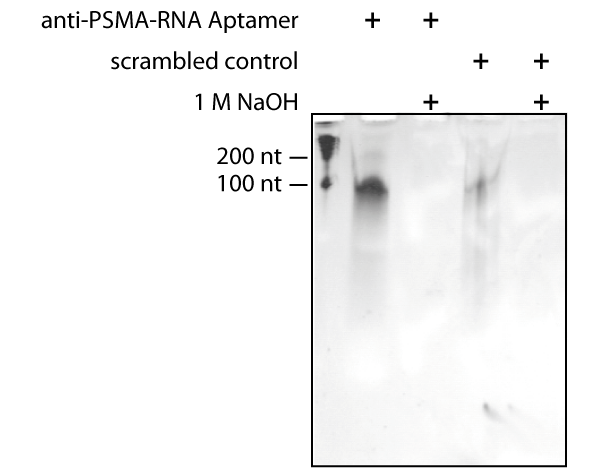 anti-PSMA-RNA Aptamer + +
scrambled control + +
1 M NaOH + +
200 nt
100 nt